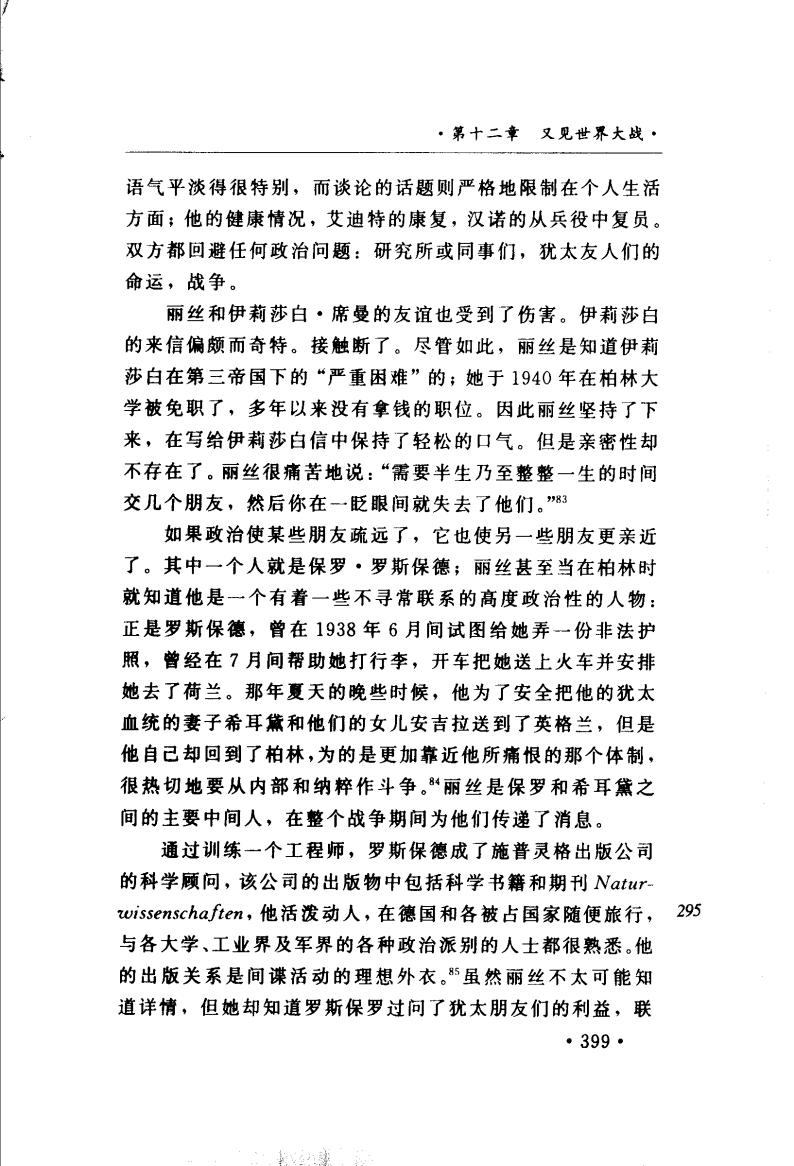 ·第十二章　又见世界大战·
语气平淡得很特别，而谈论的话题则严格地限制在个人生活
方面；他的健康情况，艾迪特的康复，汉诺的从兵役中复员。
双方都回避任何政治问题：研究所或同事们，犹太友人们的
命运，战争。
丽丝和伊莉莎白·席曼的友谊也受到了伤害。伊莉莎白
的来信偏颇而奇特。接触断了。尽管如此，丽丝是知道伊莉
莎白在第三帝国下的“严重困难”的；她于1940年在柏林大
学被免职了，多年以来没有拿钱的职位。因此丽丝坚持了下
来，在写给伊莉莎白信中保持了轻松的口气。但是亲密性却
不存在了。丽丝很痛苦地说：“需要半生乃至整整一生的时间
交几个朋友，然后你在一眨眼间就失去了他们。”83
如果政治使某些朋友疏远了，它也使另一些朋友更亲近
了。其中一个人就是保罗·罗斯保德；丽丝甚至当在柏林时
就知道他是一个有着一些不寻常联系的高度政治性的人物：
正是罗斯保德，曾在1938年6月间试图给她弄一份非法护
照，曾经在7月间帮助她打行李，开车把她送上火车并安排
她去了荷兰。那年夏天的晚些时候，他为了安全把他的犹太
血统的妻子希耳黛和他们的女儿安吉拉送到了英格兰，但是
他自己却回到了柏林，为的是更加靠近他所痛恨的那个体制，
很热切地要从内部和纳粹作斗争。84丽丝是保罗和希耳黛之
间的主要中间人，在整个战争期间为他们传递了消息。
通过训练一个工程师，罗斯保德成了施普灵格出版公司
的科学顾问，该公司的出版物中包括科学书籍和期刊Natur-
wissenschaften，他活泼动人，在德国和各被占国家随便旅行，
295
与各大学、工业界及军界的各种政治派别的人士都很熟悉。他
的出版关系是间谍活动的理想外衣。85虽然丽丝不太可能知
道详情，但她却知道罗斯保罗过问了犹太朋友们的利益，联
·399·